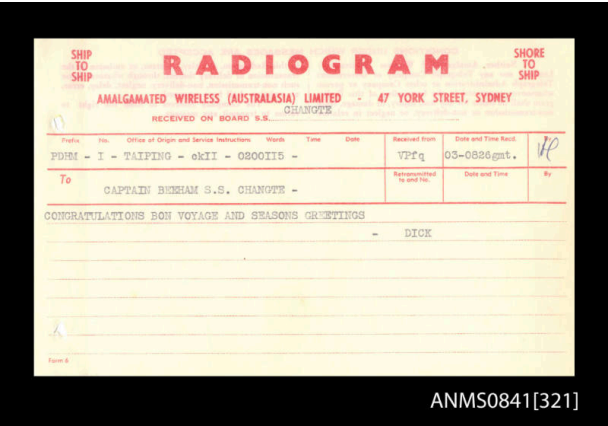 SHIP TO SHIP
RADIOGRAM
SHORE TO SHIP
AMALGAMATED WIRELESS (AUSTRALASIA) LIMITED - 47 YORK STREET, SYDNEY
RECEIVED ON BOARD S.S. CHANGTE
Prefix No. Office of Origin and Service Instructions Words Time Date Received from Date and Time Recd. By
PDHM - I - TAIPING - ckII - 0200II5 - VPfq 03-0826gmt.
To Retransmitted to and No. Date and Time By
CAPTAIN BEEHAM S.S. CHANGTE -
CONGRATULATIONS BON VOYAGE AND SEASONS GREETINGS
- DICK
Form 8
ANMS0841[321]